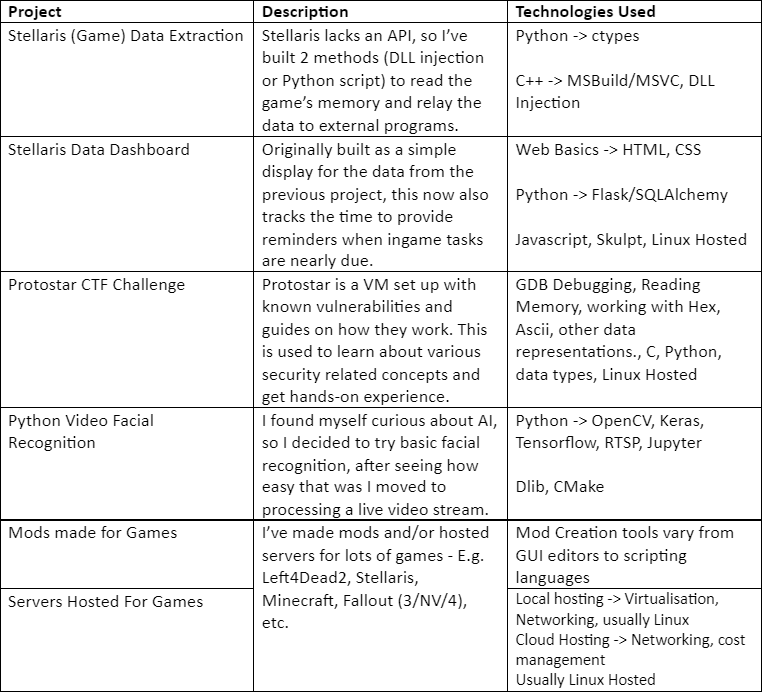 Project
Description
Technologies Used
Stellaris (Game) Data Extraction
Stellaris lacks an API, so I've
built 2 methods (DLL injection
or Python script) to read the
game's memory and relay the
data to external programs.
Python -> ctypes
C++ -> MSBuild/MSVC, DLL
Injection
Stellaris Data Dashboard
Originally built as a simple
display for the data from the
previous project, this now also
tracks the time to provide
reminders when ingame tasks
are nearly due.
Web Basics -> HTML, CSS
Python -> Flask/SQLAlchemy
Javascript, Skulpt, Linux Hosted
Protostar CTF Challenge
Protostar is a VM set up with
known vulnerabilities and
guides on how they work. This
is used to learn about various
security related concepts and
get hands-on experience.
GDB Debugging, Reading
Memory, working with Hex,
Ascii, other data
representations., C, Python,
data types, Linux Hosted
Python Video Facial
Recognition
I found myself curious about AI,
so I decided to try basic facial
recognition, after seeing how
easy that was I moved to
processing a live video stream.
Python -> OpenCV, Keras,
Tensorflow, RTSP, Jupyter
Dlib, CMake
Mods made for Games
I've made mods and/or hosted
servers for lots of games - E.g.
Left4Dead2, Stellaris,
Minecraft, Fallout (3/NV/4),
etc.
Mod Creation tools vary from
GUI editors to scripting
languages
Servers Hosted For Games
Local hosting -> Virtualisation,
Networking, usually Linux
Cloud Hosting -> Networking, cost
management
Usually Linux Hosted